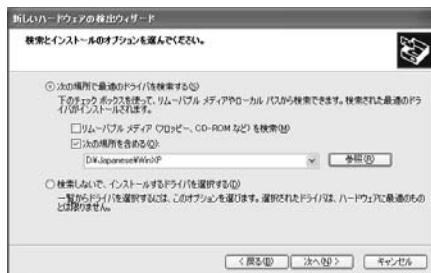 新しいハードウェアの検出ウィザード
検索とインストールのオプションを選んでください。
次の場所で最適のドライバを検索する(S)
下のチェック ボックスを使って、リムーバブル メディアやローカル パスから検索できます。検索された最適のドラ
イバがインストールされます。
リムーバブル メディア (フロッピー、CD-ROM など) を検索(M)
次の場所を含める(O):
D:¥Japanese¥WinXP
参照(R)
検索しないで、インストールするドライバを選択する(D)
一覧からドライバを選択するには、このオプションを選びます。選択されたドライバは、ハードウェアに最適のもの
とは限りません。
< 戻る(B)
次へ(N) >
キャンセル